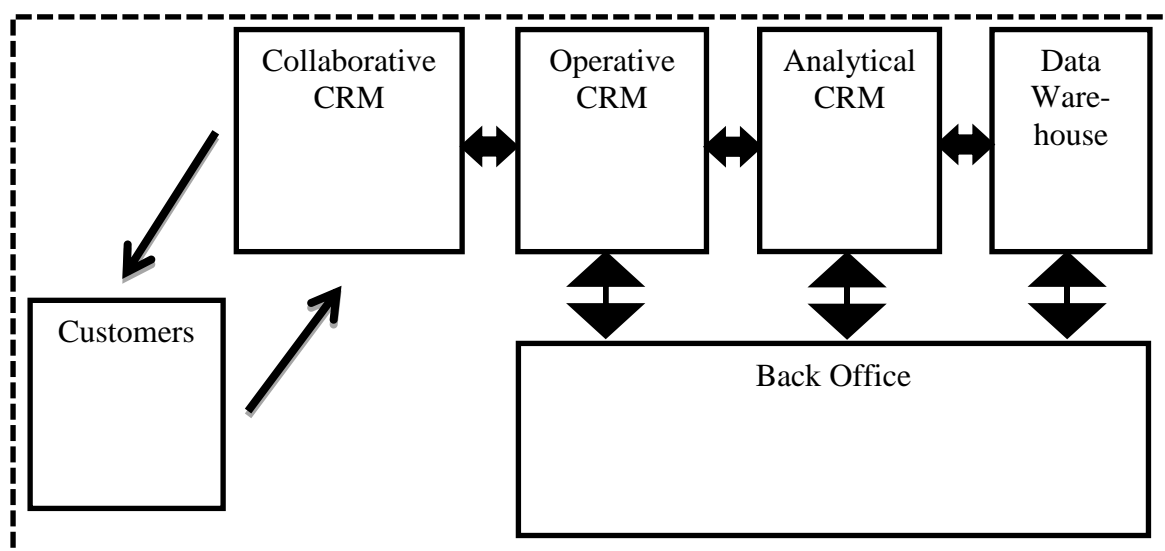 Collaborative
CRM
Operative
CRM
Analytical
CRM
Data
Ware-
house
Customers
Back Office